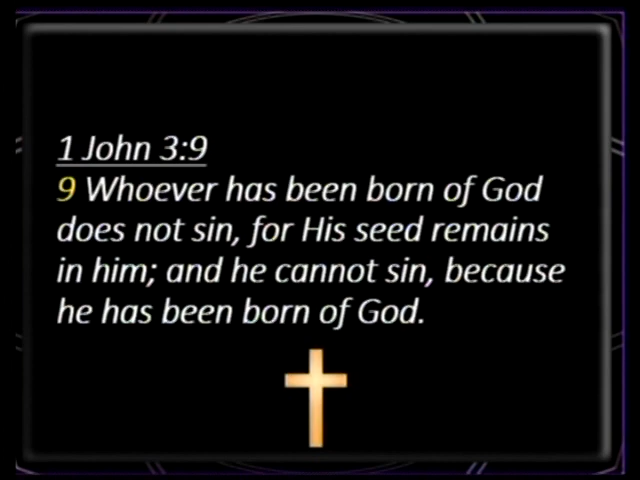 1 John 3:9
9 Whoever has been born of God
does not sin, for His seed remains
in him; and he cannot sin, because
he has been born of God.